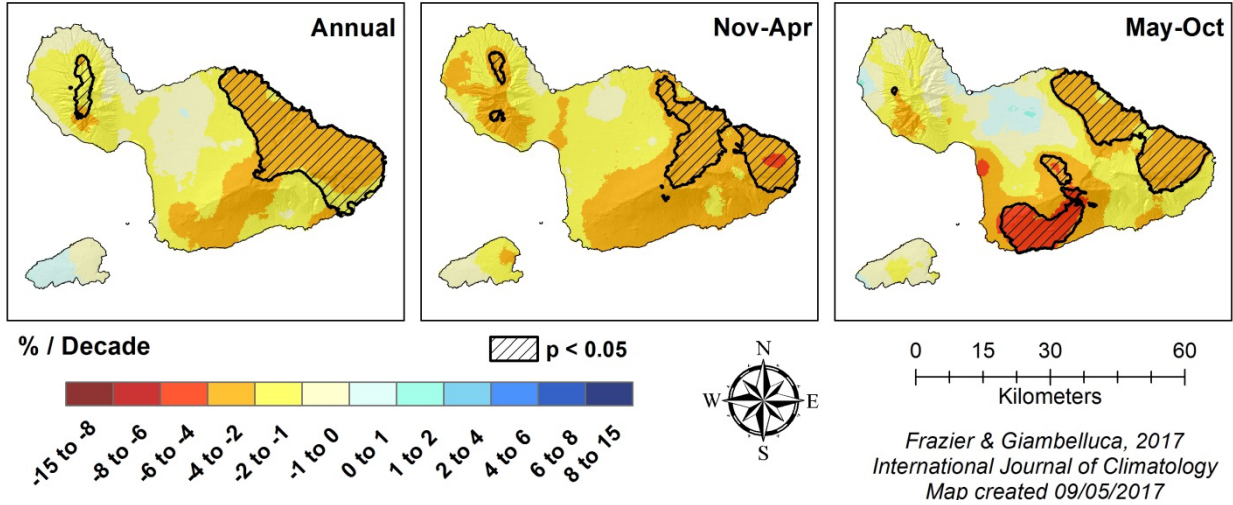 Annual
Nov-Apr
May-Oct
% / Decade
p < 0.05
-15 to -8
-8 to -6
-6 to -4
-4 to -2
-2 to -1
-1 to 0
0 to 1
1 to 2
2 to 4
4 to 6
6 to 8
8 to 15
N
W E
S
0 15 30 60
Kilometers
Frazier & Giambelluca, 2017
International Journal of Climatology
Map created 09/05/2017